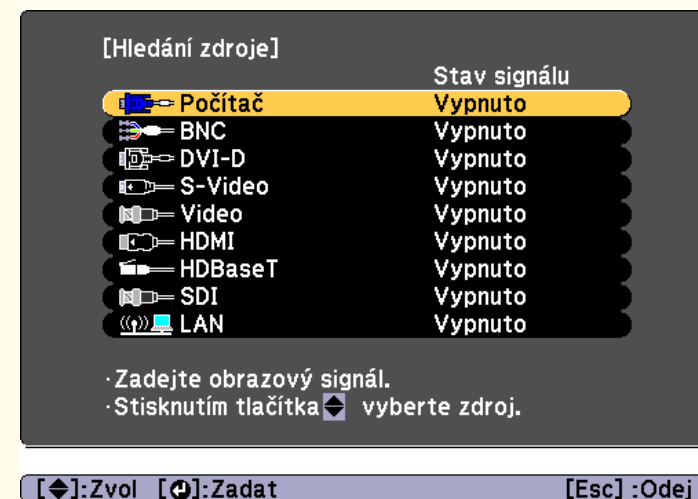 [Hledání zdroje]
Stav signálu
Počítač Vypnuto
BNC Vypnuto
DVI-D Vypnuto
S-Video Vypnuto
Video Vypnuto
HDMI Vypnuto
HDBaseT Vypnuto
SDI Vypnuto
LAN Vypnuto
·Zadejte obrazový signál.
·Stisknutím tlačítka vyberte zdroj.
[◆]:Zvol [⏎]:Zadat [Esc] :Odej